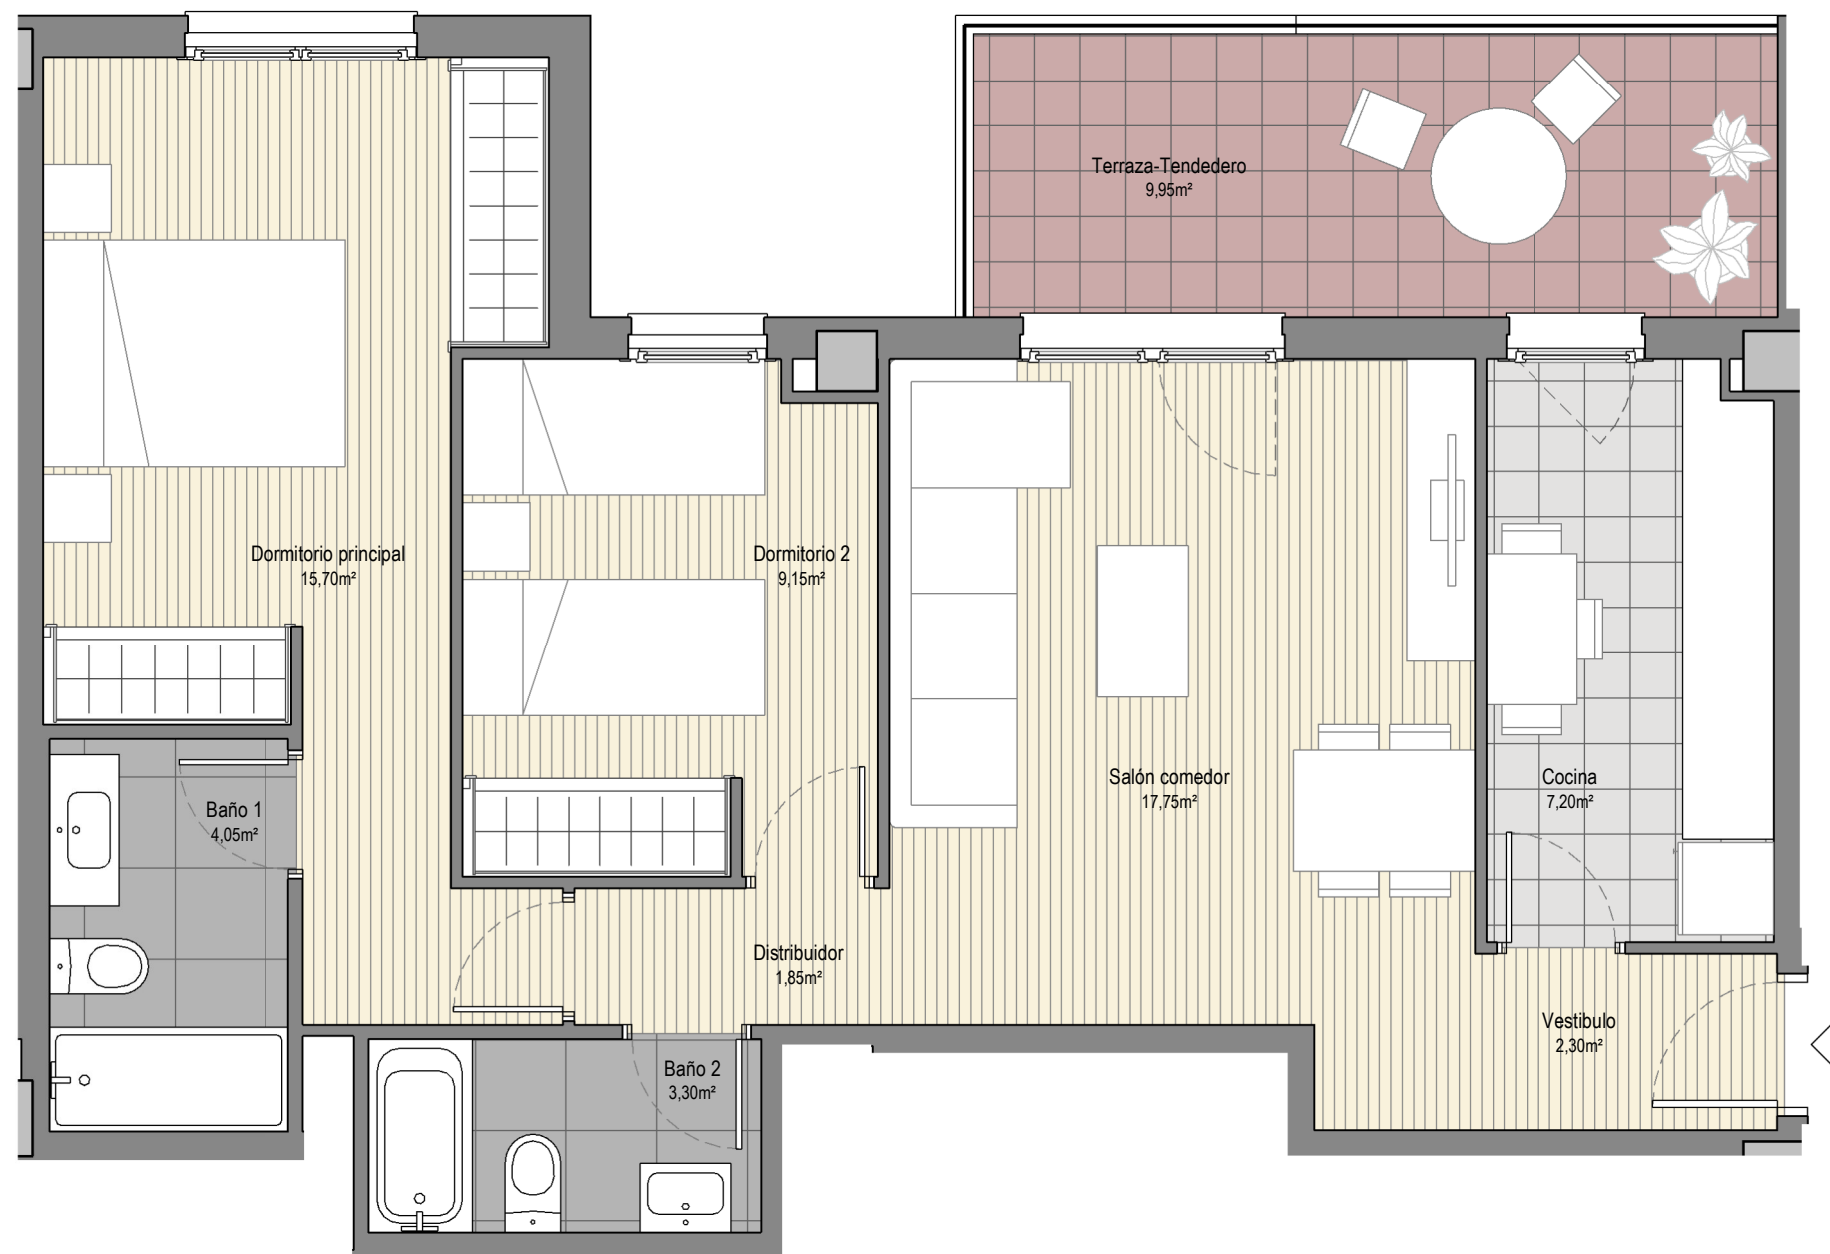 Terraza-Tendedero
9,95m²
Dormitorio principal
15,70m²
Dormitorio 2
9,15m²
Salón comedor
17,75m²
Cocina
7,20m²
Baño 1
4,05m²
Distribuidor
1,85m²
Vestibulo
2,30m²
Baño 2
3,30m²